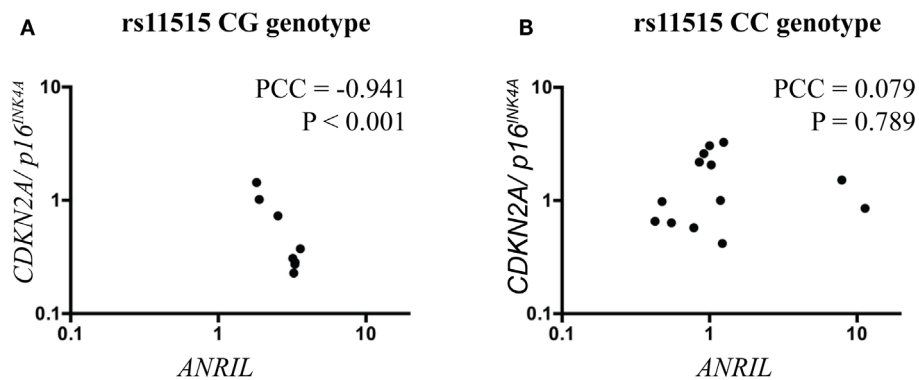 A
rs11515 CG genotype
PCC = -0.941
P < 0.001
CDKN2A/ p16INK4A
10
1
0.1
0.1
1
10
ANRIL
B
rs11515 CC genotype
PCC = 0.079
P = 0.789
CDKN2A/ p16INK4A
10
1
0.1
0.1
1
10
ANRIL